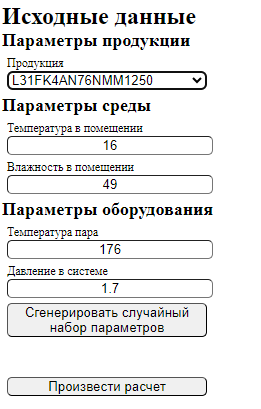 Исходные данные
Параметры продукции
Продукция
L31FK4AN76NMM1250
Параметры среды
Температура в помещении
16
Влажность в помещении
49
Параметры оборудования
Температура пара
176
Давление в системе
1.7
Сгенерировать случайный
набор параметров
Произвести расчет